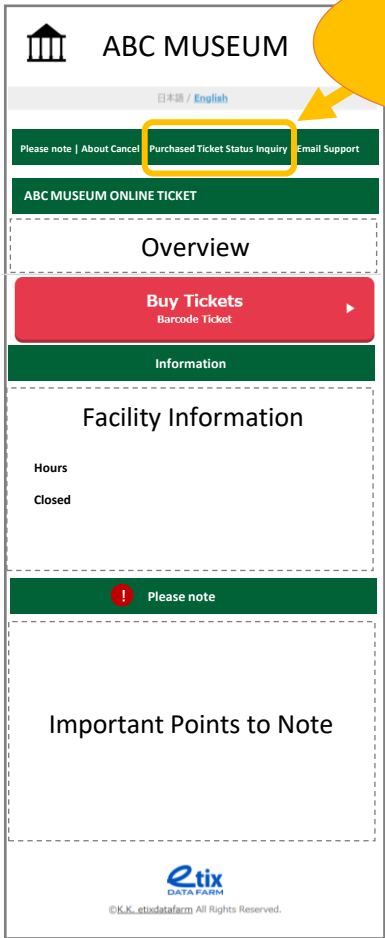 ABC MUSEUM
日本語 / English
Please note | About Cancel Purchased Ticket Status Inquiry Email Support
ABC MUSEUM ONLINE TICKET
Overview
Buy Tickets
Barcode Ticket
Information
Facility Information
Hours
Closed
! Please note
Important Points to Note
etix
DATA FARM
©K.K. etixdatafarm All Rights Reserved.